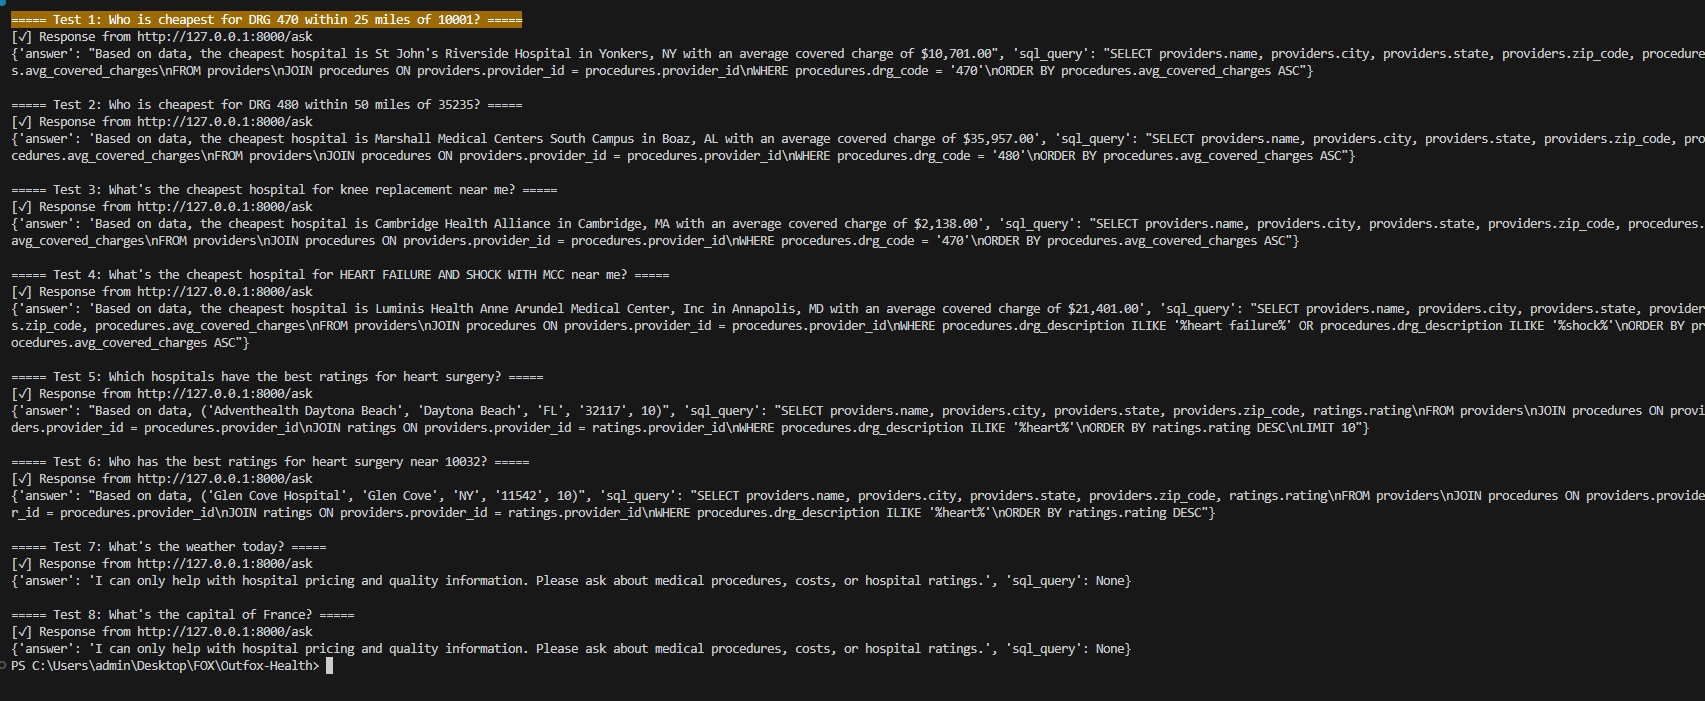 ===== Test 1: Who is cheapest for DRG 470 within 25 miles of 10001? =====
[√] Response from http://127.0.0.1:8000/ask
{'answer': "Based on data, the cheapest hospital is St John's Riverside Hospital in Yonkers, NY with an average covered charge of $10,701.00", 'sql_query': "SELECT providers.name, providers.city, providers.state, providers.zip_code, procedure
s.avg_covered_charges\nFROM providers\nJOIN procedures ON providers.provider_id = procedures.provider_id\nWHERE procedures.drg_code = '470'\nORDER BY procedures.avg_covered_charges ASC"}
===== Test 2: Who is cheapest for DRG 480 within 50 miles of 35235? =====
[√] Response from http://127.0.0.1:8000/ask
{'answer': 'Based on data, the cheapest hospital is Marshall Medical Centers South Campus in Boaz, AL with an average covered charge of $35,957.00', 'sql_query': "SELECT providers.name, providers.city, providers.state, providers.zip_code, pro
cedures.avg_covered_charges\nFROM providers\nJOIN procedures ON providers.provider_id = procedures.provider_id\nWHERE procedures.drg_code = '480'\nORDER BY procedures.avg_covered_charges ASC"}
===== Test 3: What's the cheapest hospital for knee replacement near me? =====
[√] Response from http://127.0.0.1:8000/ask
{'answer': 'Based on data, the cheapest hospital is Cambridge Health Alliance in Cambridge, MA with an average covered charge of $2,138.00', 'sql_query': "SELECT providers.name, providers.city, providers.state, providers.zip_code, procedures.
avg_covered_charges\nFROM providers\nJOIN procedures ON providers.provider_id = procedures.provider_id\nWHERE procedures.drg_code = '470'\nORDER BY procedures.avg_covered_charges ASC"}
===== Test 4: What's the cheapest hospital for HEART FAILURE AND SHOCK WITH MCC near me? =====
[√] Response from http://127.0.0.1:8000/ask
{'answer': 'Based on data, the cheapest hospital is Luminis Health Anne Arundel Medical Center, Inc in Annapolis, MD with an average covered charge of $21,401.00', 'sql_query': "SELECT providers.name, providers.city, providers.state, provider
s.zip_code, procedures.avg_covered_charges\nFROM providers\nJOIN procedures ON providers.provider_id = procedures.provider_id\nWHERE procedures.drg_description ILIKE '%heart failure%' OR procedures.drg_description ILIKE '%shock%'\nORDER BY pr
ocedures.avg_covered_charges ASC"}
===== Test 5: Which hospitals have the best ratings for heart surgery? =====
[√] Response from http://127.0.0.1:8000/ask
{'answer': "Based on data, ('Adventhealth Daytona Beach', 'Daytona Beach', 'FL', '32117', 10)", 'sql_query': "SELECT providers.name, providers.city, providers.state, providers.zip_code, ratings.rating\nFROM providers\nJOIN procedures ON provi
ders.provider_id = procedures.provider_id\nJOIN ratings ON providers.provider_id = ratings.provider_id\nWHERE procedures.drg_description ILIKE '%heart%'\nORDER BY ratings.rating DESC\nLIMIT 10"}
===== Test 6: Who has the best ratings for heart surgery near 10032? =====
[√] Response from http://127.0.0.1:8000/ask
{'answer': "Based on data, ('Glen Cove Hospital', 'Glen Cove', 'NY', '11542', 10)", 'sql_query': "SELECT providers.name, providers.city, providers.state, providers.zip_code, ratings.rating\nFROM providers\nJOIN procedures ON providers.provide
r_id = procedures.provider_id\nJOIN ratings ON providers.provider_id = ratings.provider_id\nWHERE procedures.drg_description ILIKE '%heart%'\nORDER BY ratings.rating DESC"}
===== Test 7: What's the weather today? =====
[√] Response from http://127.0.0.1:8000/ask
{'answer': 'I can only help with hospital pricing and quality information. Please ask about medical procedures, costs, or hospital ratings.', 'sql_query': None}
===== Test 8: What's the capital of France? =====
[√] Response from http://127.0.0.1:8000/ask
{'answer': 'I can only help with hospital pricing and quality information. Please ask about medical procedures, costs, or hospital ratings.', 'sql_query': None}
PS C:\Users\admin\Desktop\FOX\Outfox-Health>